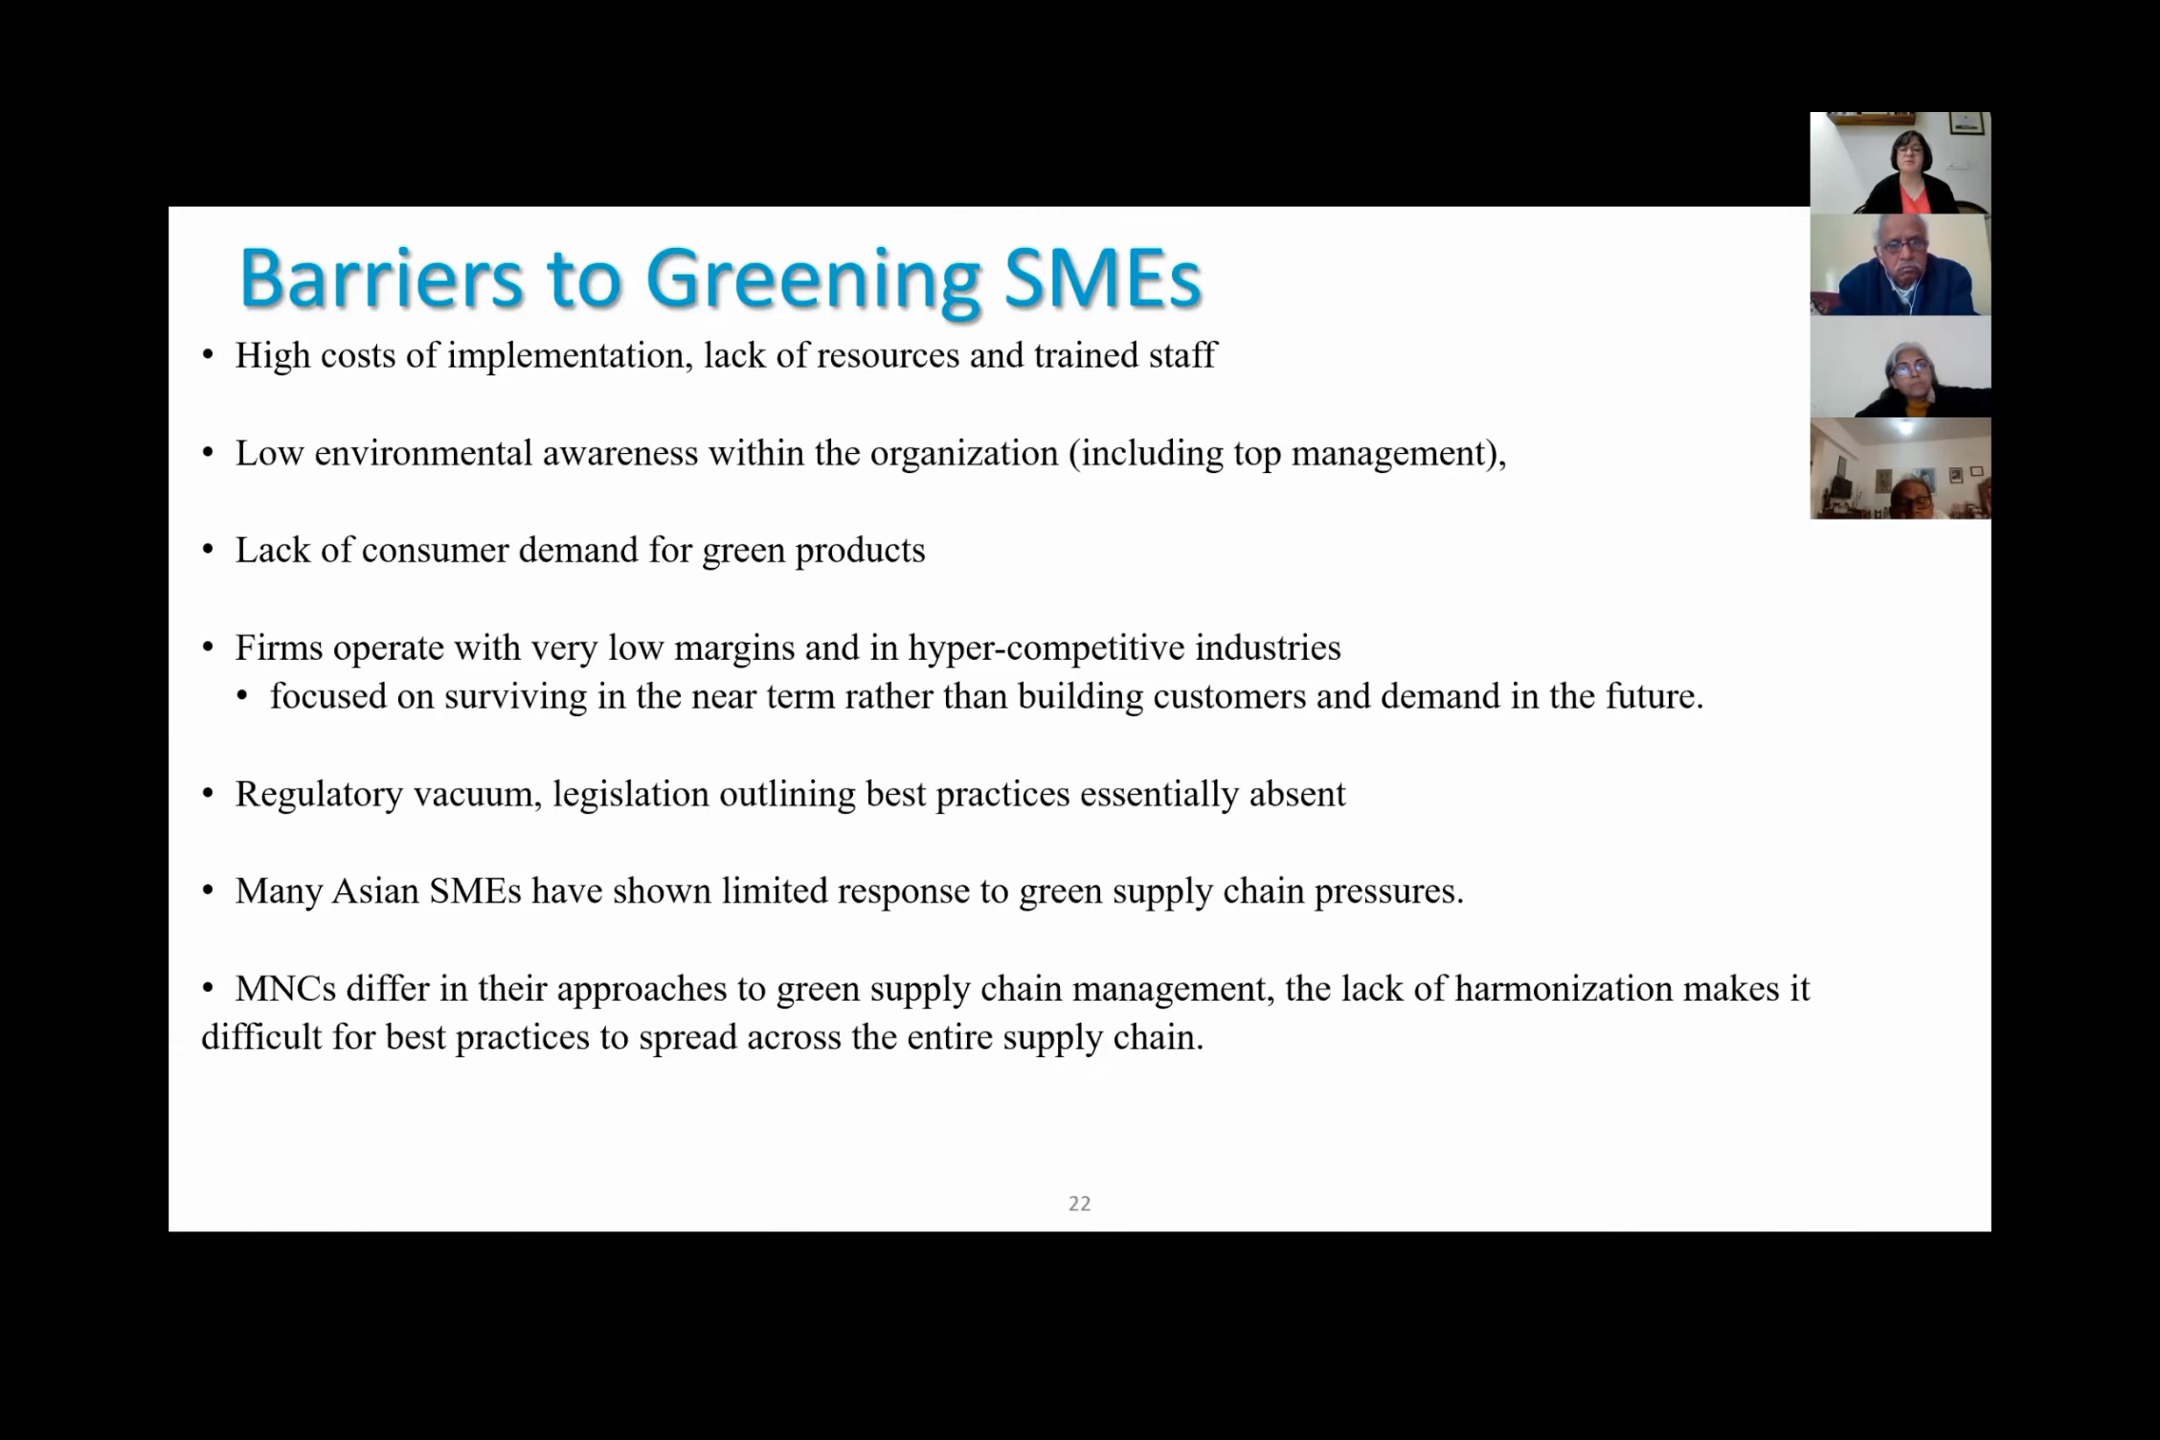 Barriers to Greening SMEs
• High costs of implementation, lack of resources and trained staff
• Low environmental awareness within the organization (including top management),
• Lack of consumer demand for green products
• Firms operate with very low margins and in hyper-competitive industries
• focused on surviving in the near term rather than building customers and demand in the future.
• Regulatory vacuum, legislation outlining best practices essentially absent
• Many Asian SMEs have shown limited response to green supply chain pressures.
• MNCs differ in their approaches to green supply chain management, the lack of harmonization makes it
difficult for best practices to spread across the entire supply chain.
22